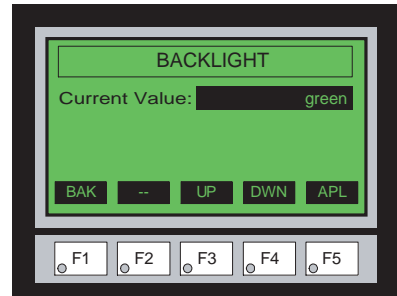 BACKLIGHT
Current Value: green
BAK -- UP DWN APL
F1 F2 F3 F4 F5